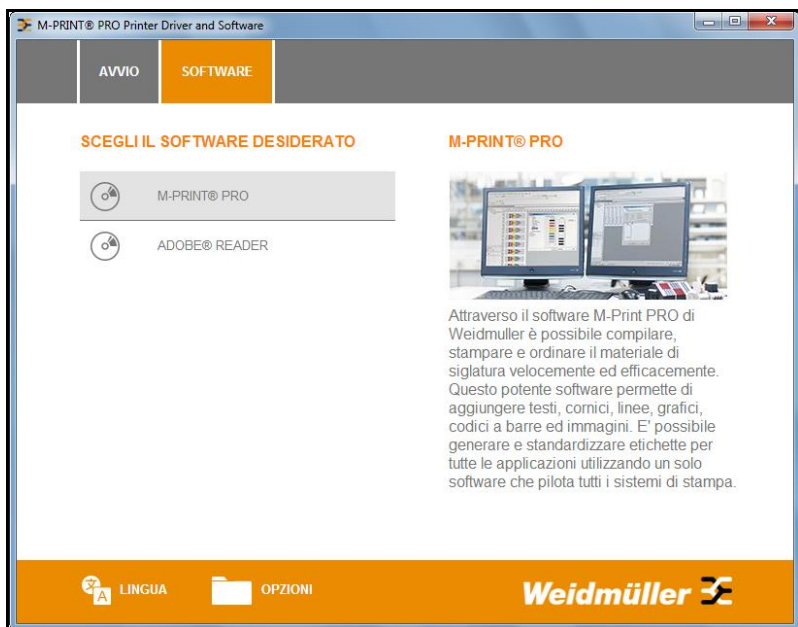 M-PRINT® PRO Printer Driver and Software
AVVIO
SOFTWARE
SCEGLI IL SOFTWARE DESIDERATO
M-PRINT® PRO
ADOBE® READER
M-PRINT® PRO
Attraverso il software M-Print PRO di
Weidmuller è possibile compilare,
stampare e ordinare il materiale di
siglatura velocemente ed efficacemente.
Questo potente software permette di
aggiungere testi, cornici, linee, grafici,
codici a barre ed immagini. E' possibile
generare e standardizzare etichette per
tutte le applicazioni utilizzando un solo
software che pilota tutti i sistemi di stampa.
LINGUA
OPZIONI
Weidmüller